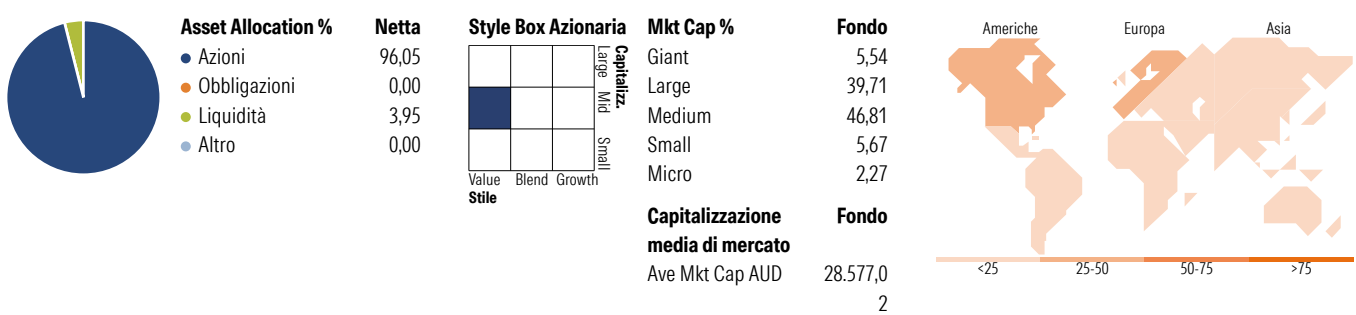 Asset Allocation % Netta
Azioni 96,05
Obbligazioni 0,00
Liquidità 3,95
Altro 0,00
Style Box Azionaria
Capitalizz.
Large Mid Small
Value Blend Growth
Stile
Mkt Cap % Fondo
Giant 5,54
Large 39,71
Medium 46,81
Small 5,67
Micro 2,27
Capitalizzazione Fondo
media di mercato
Ave Mkt Cap AUD 28.577,0
2
Americhe Europa Asia
<25 25-50 50-75 >75